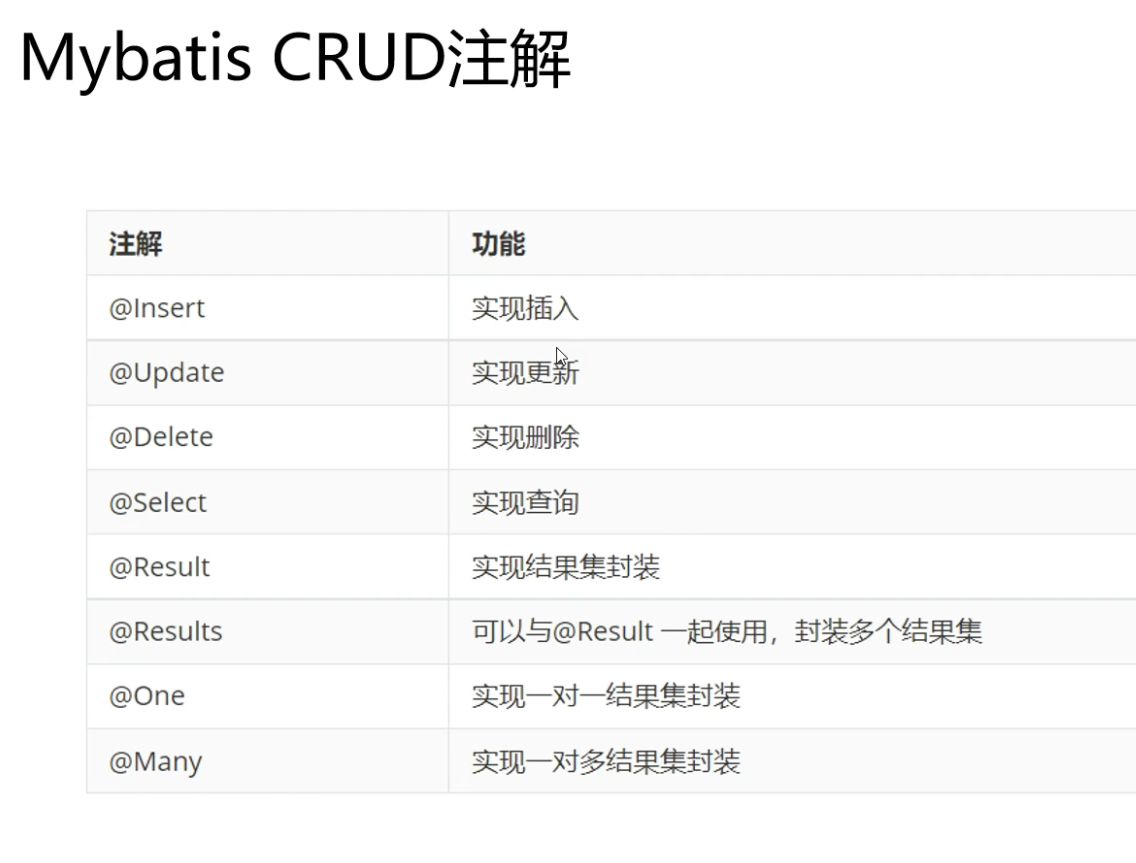 Mybatis CRUD注解
注解 功能
@Insert 实现插入
@Update 实现更新
@Delete 实现删除
@Select 实现查询
@Result 实现结果集封装
@Results 可以与@Result 一起使用，封装多个结果集
@One 实现一对一结果集封装
@Many 实现一对多结果集封装